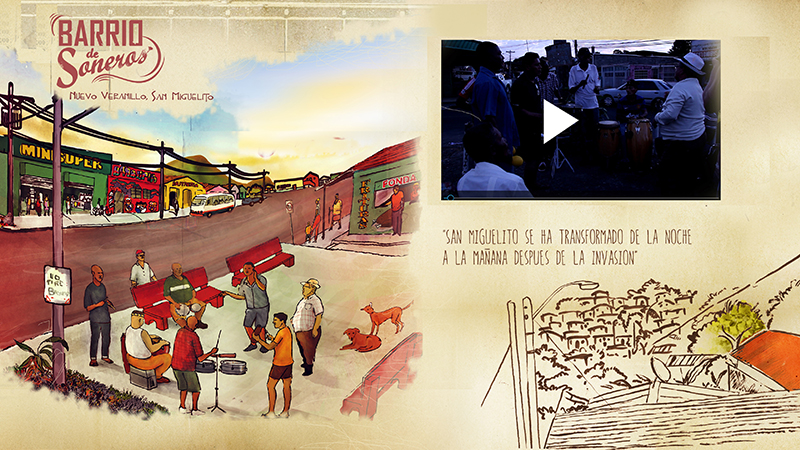 BARRIO
de
Soneros
NUEVO VERANILLO, SAN MIGUELITO
MINISUPER
FONDA
"SAN MIGUELITO SE HA TRANSFORMADO DE LA NOCHE
A LA MAÑANA DESPUES DE LA INVASION"